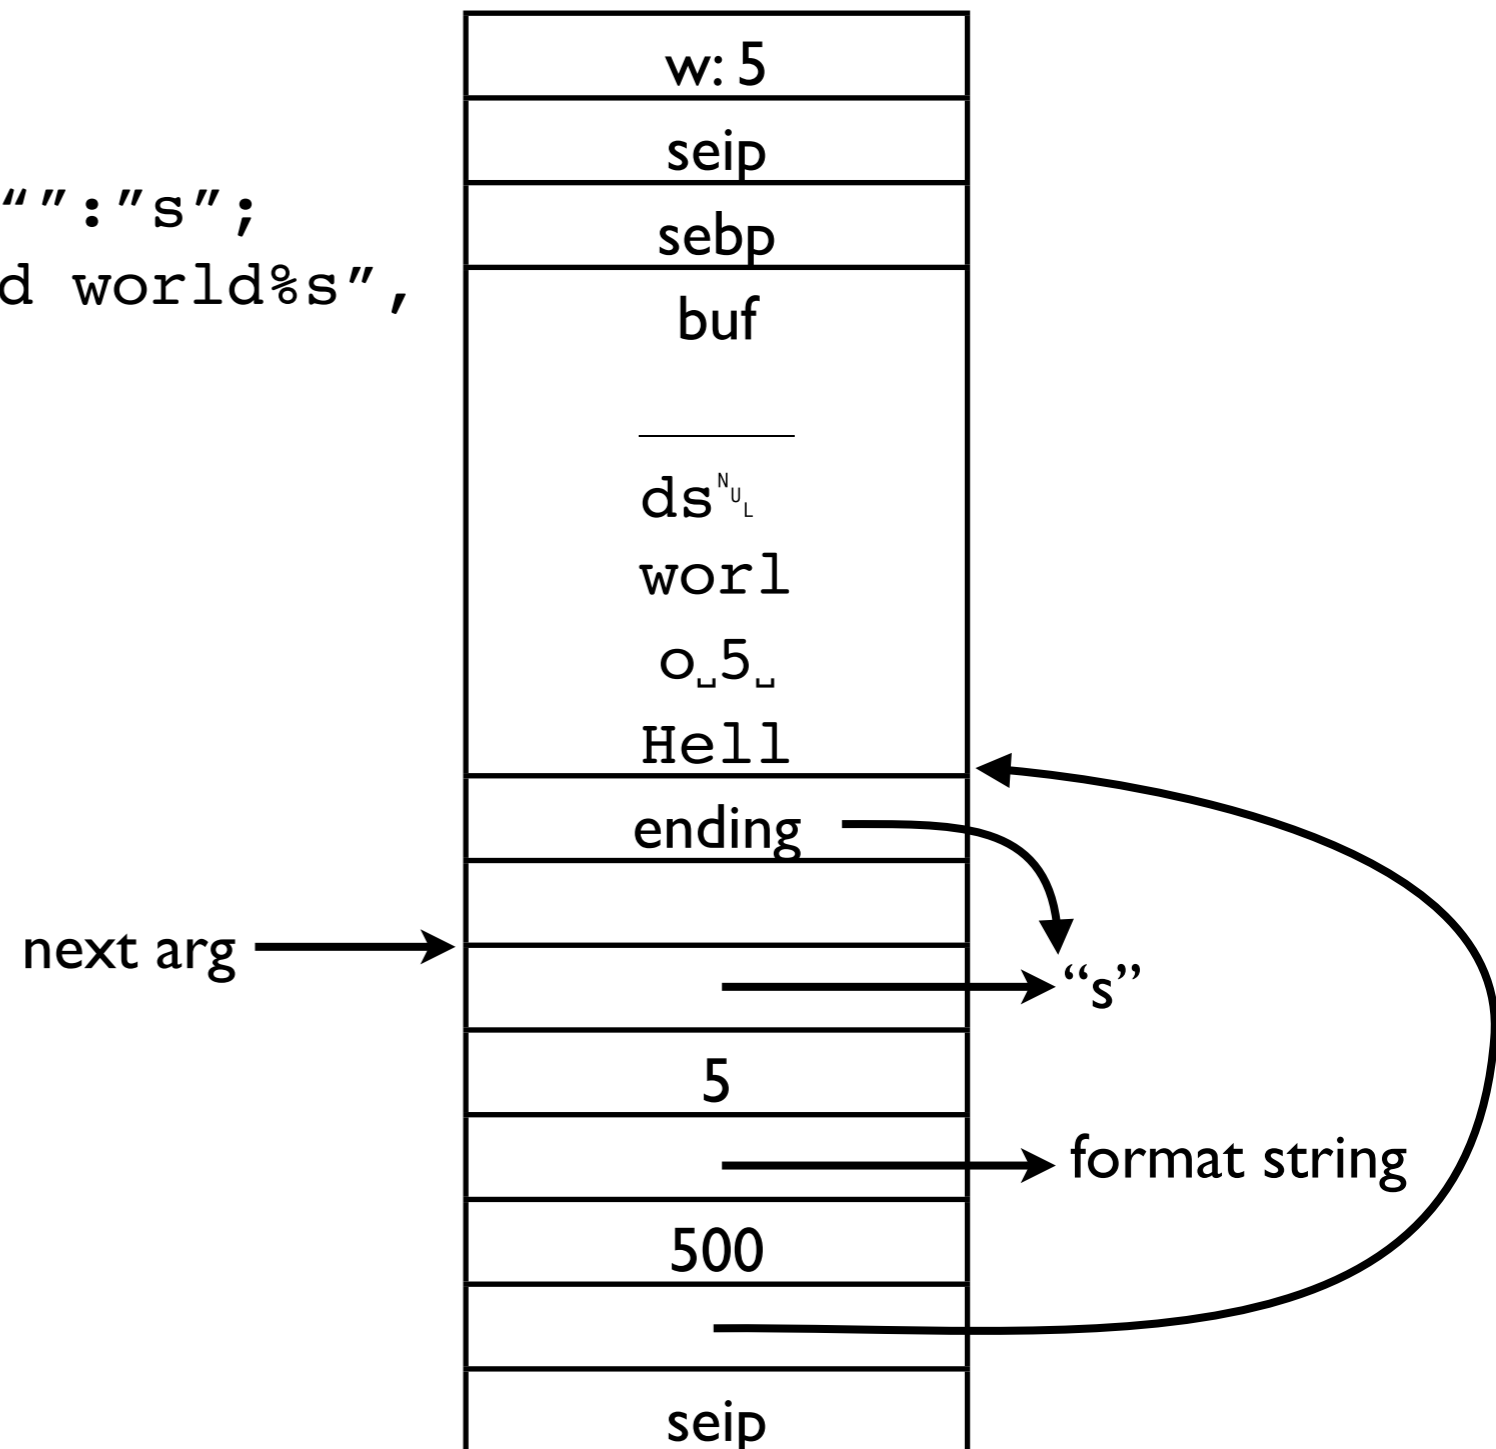 w: 5
seip
“”:”s”;
sebp
d world%s”,
buf
ds␀
worl
o␣5␣
Hell
ending
next arg
“s”
5
format string
500
seip